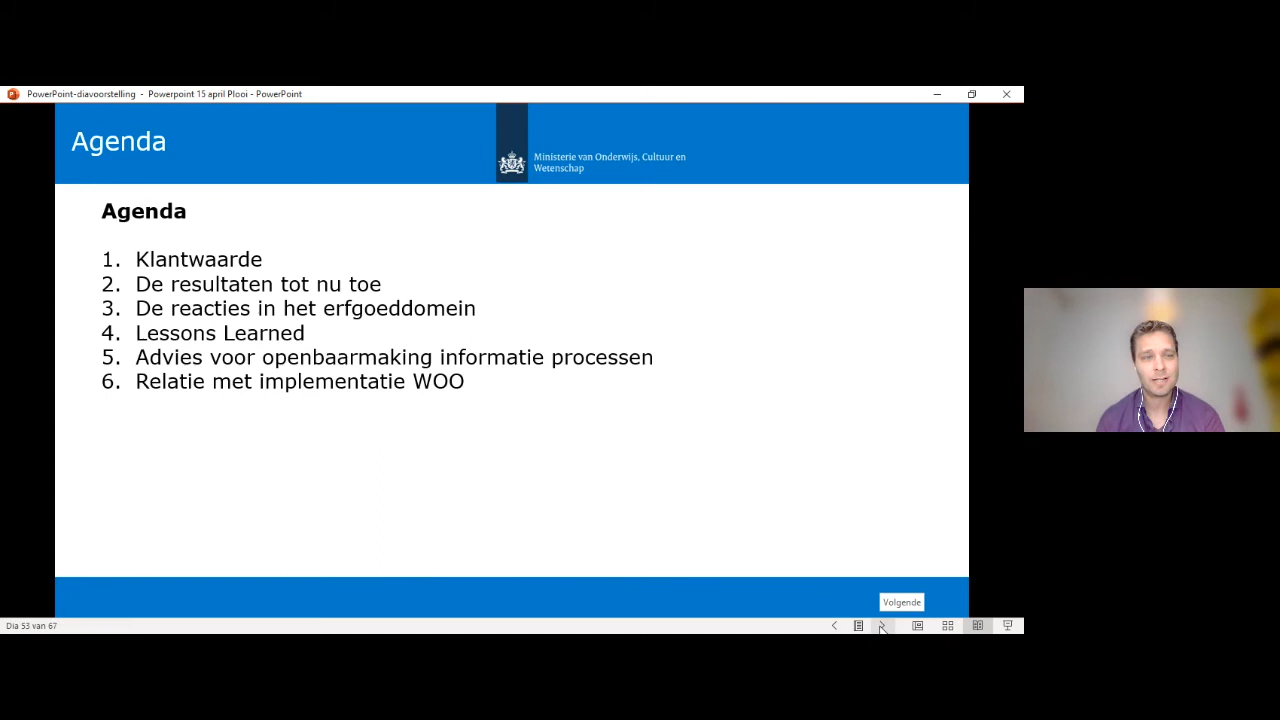 PowerPoint-diavoorstelling - Powerpoint 15 april Plooi - PowerPoint
Agenda
Ministerie van Onderwijs, Cultuur en
Wetenschap
Agenda
1. Klantwaarde
2. De resultaten tot nu toe
3. De reacties in het erfgoeddomein
4. Lessons Learned
5. Advies voor openbaarmaking informatie processen
6. Relatie met implementatie WOO
Volgende
Dia 53 van 67